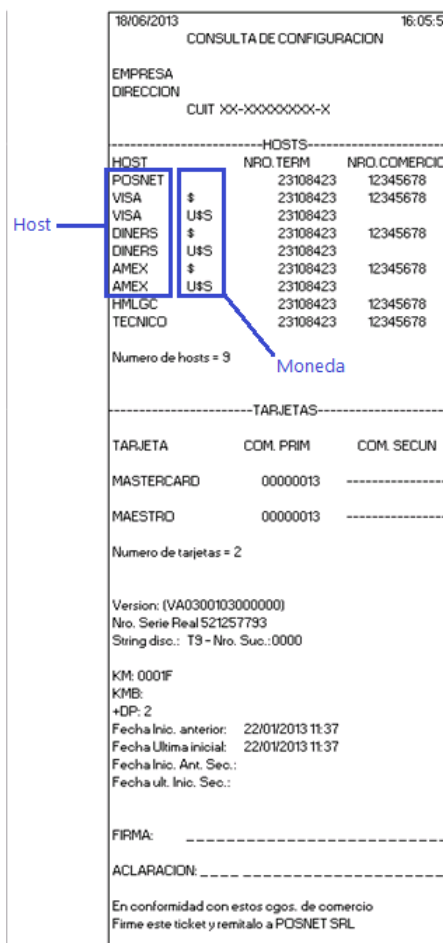 18/06/2013 16:05:5
CONSULTA DE CONFIGURACION
EMPRESA
DIRECCION
CUIT XX-XXXXXXXX-X
--------------------HOSTS--------------------
HOST NRO.TERM NRO.COMERCIO
POSNET 23108423 12345678
VISA $ 23108423 12345678
VISA U$S 23108423
Host
DINERS $ 23108423 12345678
DINERS U$S 23108423
AMEX $ 23108423 12345678
AMEX U$S 23108423
HMLGC 23108423 12345678
TECNICO 23108423 12345678
Numero de hosts = 9
Moneda
--------------------TARJETAS--------------------
TARJETA COM. PRIM COM. SECUN
MASTERCARD 00000013 ----------------
MAESTRO 00000013 ----------------
Numero de tarjetas = 2
Version: (VA0300103000000)
Nro. Serie Real 521257793
String disc.: T9 - Nro. Suc.:0000
KM: 0001F
KMB:
+DP: 2
Fecha Inic. anterior: 22/01/2013 11:37
Fecha Ultima inicial: 22/01/2013 11:37
Fecha Inic. Ant. Sec.:
Fecha ult. Inic. Sec.:
FIRMA: _ _ _ _ _ _ _ _ _ _ _ _ _ _ _ _ _ _ _ _
ACLARACION: _ _ _ _ _ _ _ _ _ _ _ _ _ _ _ _ _ _ _
En conformidad con estos cgos. de comercio
Firme este ticket y remitalo a POSNET SRL